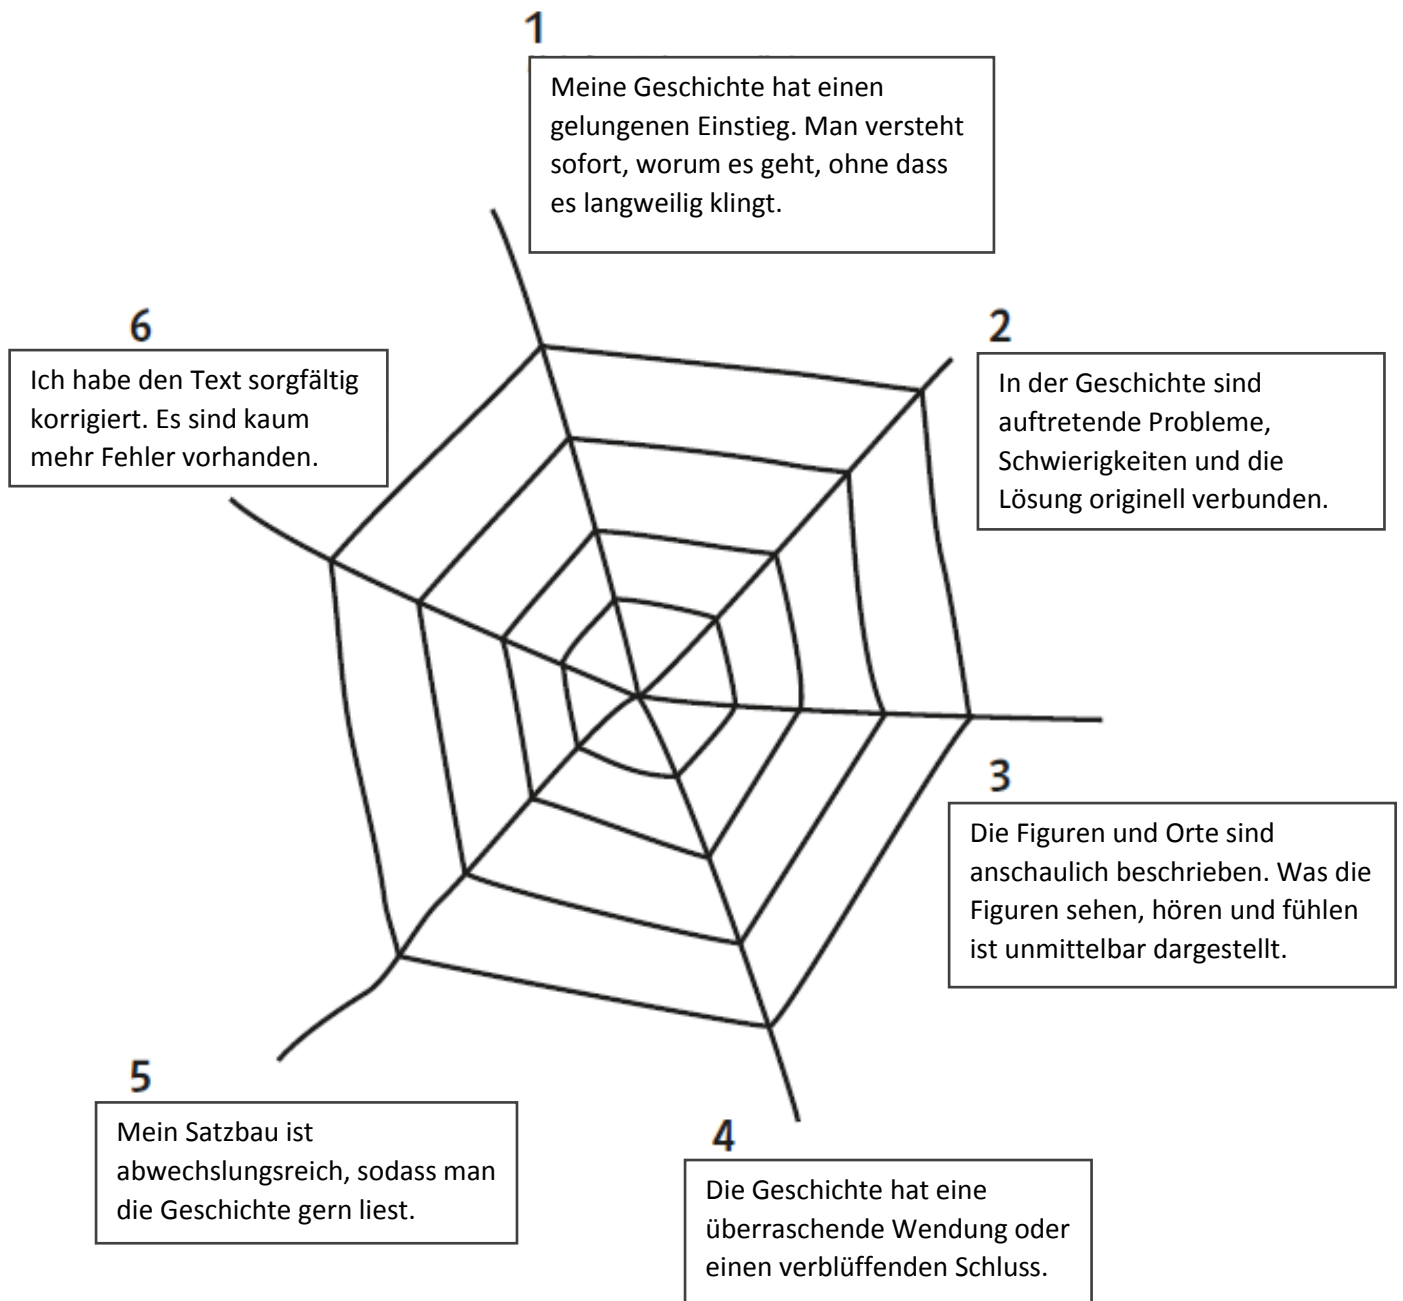 1
Meine Geschichte hat einen
gelungenen Einstieg. Man versteht
sofort, worum es geht, ohne dass
es langweilig klingt.
2
In der Geschichte sind
auftretende Probleme,
Schwierigkeiten und die
Lösung originell verbunden.
3
Die Figuren und Orte sind
anschaulich beschrieben. Was die
Figuren sehen, hören und fühlen
ist unmittelbar dargestellt.
4
Die Geschichte hat eine
überraschende Wendung oder
einen verblüffenden Schluss.
5
Mein Satzbau ist
abwechslungsreich, sodass man
die Geschichte gern liest.
6
Ich habe den Text sorgfältig
korrigiert. Es sind kaum
mehr Fehler vorhanden.